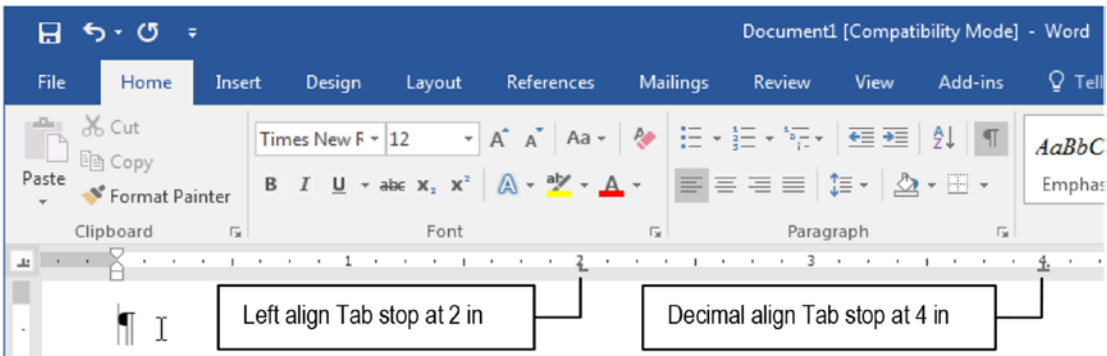 Document1 [Compatibility Mode] - Word
File Home Insert Design Layout References Mailings Review View Add-ins Tell
Paste
Cut
Copy
Format Painter
Clipboard
Times New R 12 A A Aa
B I U abc X₂ X² A aby A
Font
A Z ¶
Paragraph
AaBbC
Emphas
1 2 3 4
Left align Tab stop at 2 in
Decimal align Tab stop at 4 in
¶